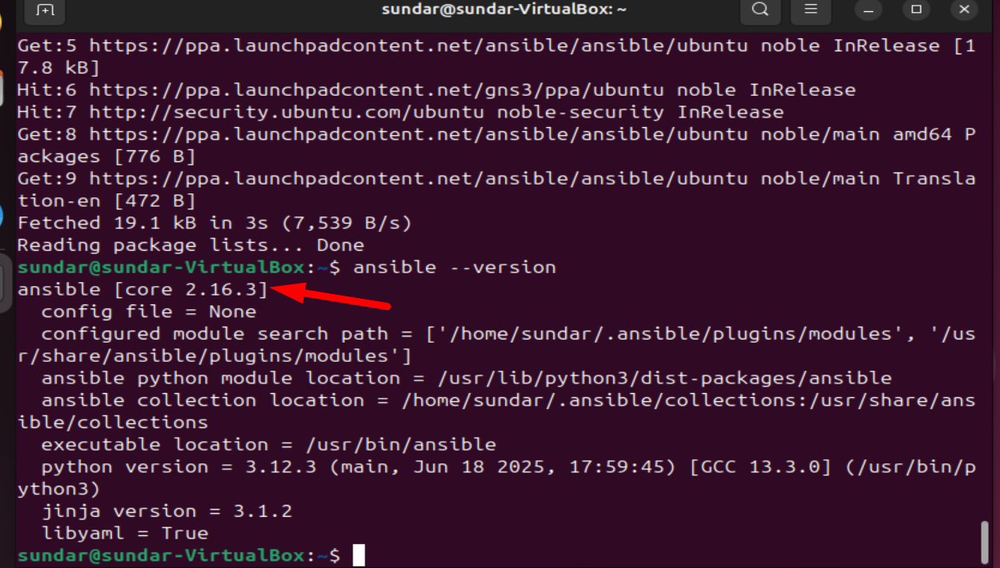 sundar@sundar-VirtualBox: ~
Get:5 https://ppa.launchpadcontent.net/ansible/ansible/ubuntu noble InRelease [1
7.8 kB]
Hit:6 https://ppa.launchpadcontent.net/gns3/ppa/ubuntu noble InRelease
Hit:7 http://security.ubuntu.com/ubuntu noble-security InRelease
Get:8 https://ppa.launchpadcontent.net/ansible/ansible/ubuntu noble/main amd64 P
ackages [776 B]
Get:9 https://ppa.launchpadcontent.net/ansible/ansible/ubuntu noble/main Transla
tion-en [472 B]
Fetched 19.1 kB in 3s (7,539 B/s)
Reading package lists... Done
sundar@sundar-VirtualBox:~$ ansible --version
ansible [core 2.16.3]
  config file = None
  configured module search path = ['/home/sundar/.ansible/plugins/modules', '/us
r/share/ansible/plugins/modules']
  ansible python module location = /usr/lib/python3/dist-packages/ansible
  ansible collection location = /home/sundar/.ansible/collections:/usr/share/ans
ible/collections
  executable location = /usr/bin/ansible
  python version = 3.12.3 (main, Jun 18 2025, 17:59:45) [GCC 13.3.0] (/usr/bin/p
ython3)
  jinja version = 3.1.2
  libyaml = True
sundar@sundar-VirtualBox:~$